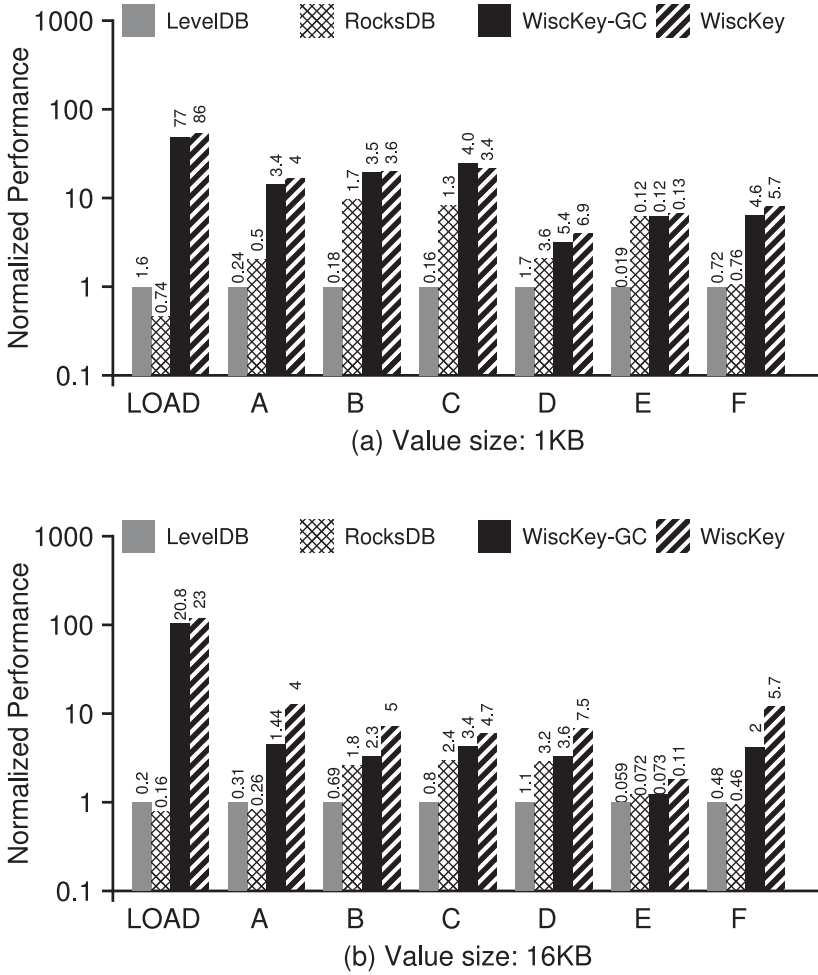 1000
LevelDB RocksDB WiscKey-GC WiscKey
Normalized Performance
100
10
1
0.1
1.6 0.74 77 86
0.24 0.5 3.4 4
0.18 1.7 3.5 3.6
0.16 1.3 4.0 3.4
1.7 3.6 5.4 6.9
0.019 0.12 0.12 0.13
0.72 0.76 4.6 5.7
LOAD A B C D E F
(a) Value size: 1KB
1000
LevelDB RocksDB WiscKey-GC WiscKey
Normalized Performance
100
10
1
0.1
0.2 0.16 20.8 23
0.31 0.26 1.44 4
0.69 1.8 2.3 5
0.8 2.4 3.4 4.7
1.1 3.2 3.6 7.5
0.059 0.072 0.073 0.11
0.48 0.46 2 5.7
LOAD A B C D E F
(b) Value size: 16KB